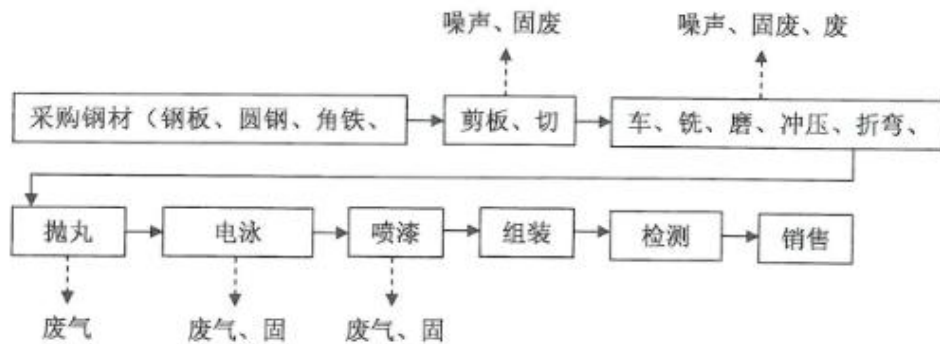 噪声、固废
噪声、固废、废
采购钢材（钢板、圆钢、角铁、
剪板、切
车、铣、磨、冲压、折弯、
抛丸
电泳
喷漆
组装
检测
销售
废气
废气、固
废气、固